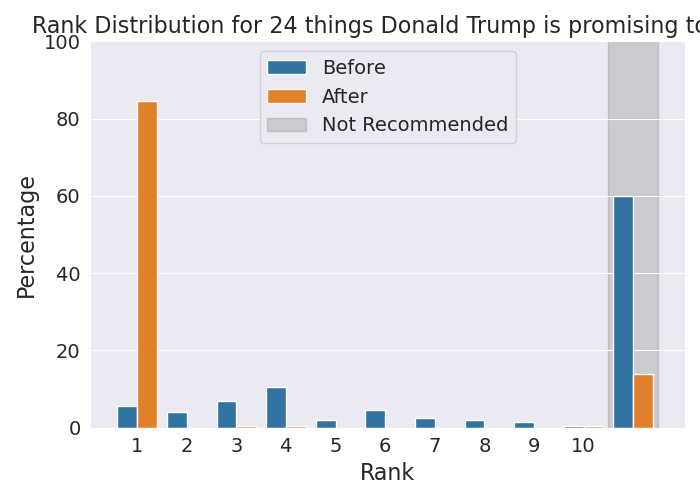 Rank Distribution for 24 things Donald Trump is promising to
100
80
60
40
20
0
Percentage
Before
After
Not Recommended
1 2 3 4 5 6 7 8 9 10
Rank